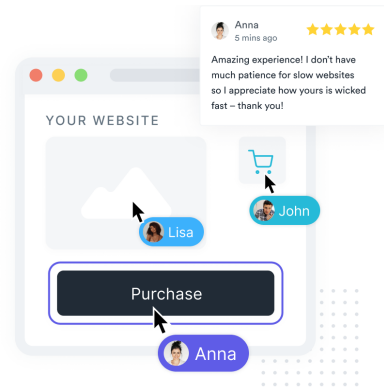 Anna
5 mins ago
Amazing experience! I don't have
much patience for slow websites
so I appreciate how yours is wicked
fast – thank you!
YOUR WEBSITE
Lisa
John
Purchase
Anna